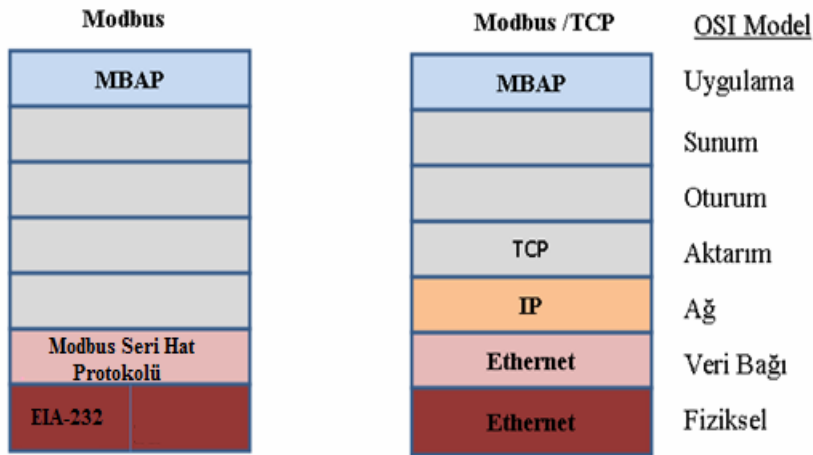 Modbus
Modbus /TCP
OSI Model
MBAP
MBAP
Uygulama
Sunum
Oturum
TCP
Aktarım
IP
Ağ
Modbus Seri Hat
Protokolü
Ethernet
Veri Bağı
EIA-232
Ethernet
Fiziksel